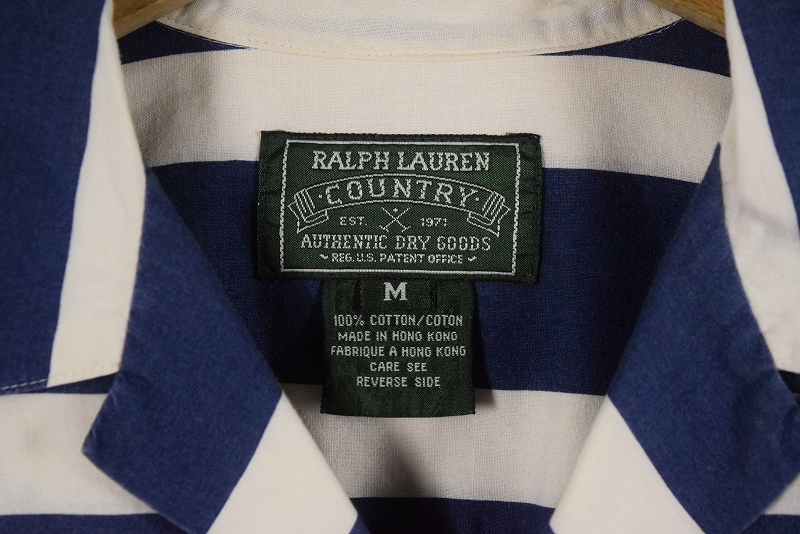 RALPH LAUREN
·COUNTRY·
EST. 1971
AUTHENTIC DRY GOODS
~ REG. U.S. PATENT OFFICE ~
M
100% COTTON/COTON
MADE IN HONG KONG
FABRIQUE A HONG KONG
CARE SEE
REVERSE SIDE